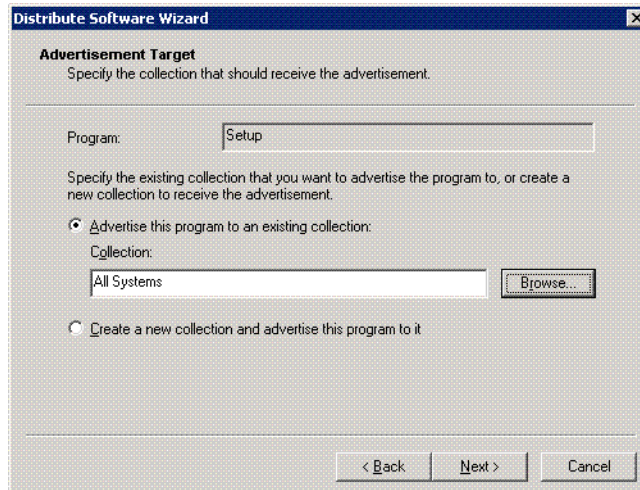 Distribute Software Wizard
Advertisement Target
Specify the collection that should receive the advertisement.
Program: Setup
Specify the existing collection that you want to advertise the program to, or create a
new collection to receive the advertisement.
Advertise this program to an existing collection:
Collection:
All Systems Browse...
Create a new collection and advertise this program to it
< Back Next > Cancel